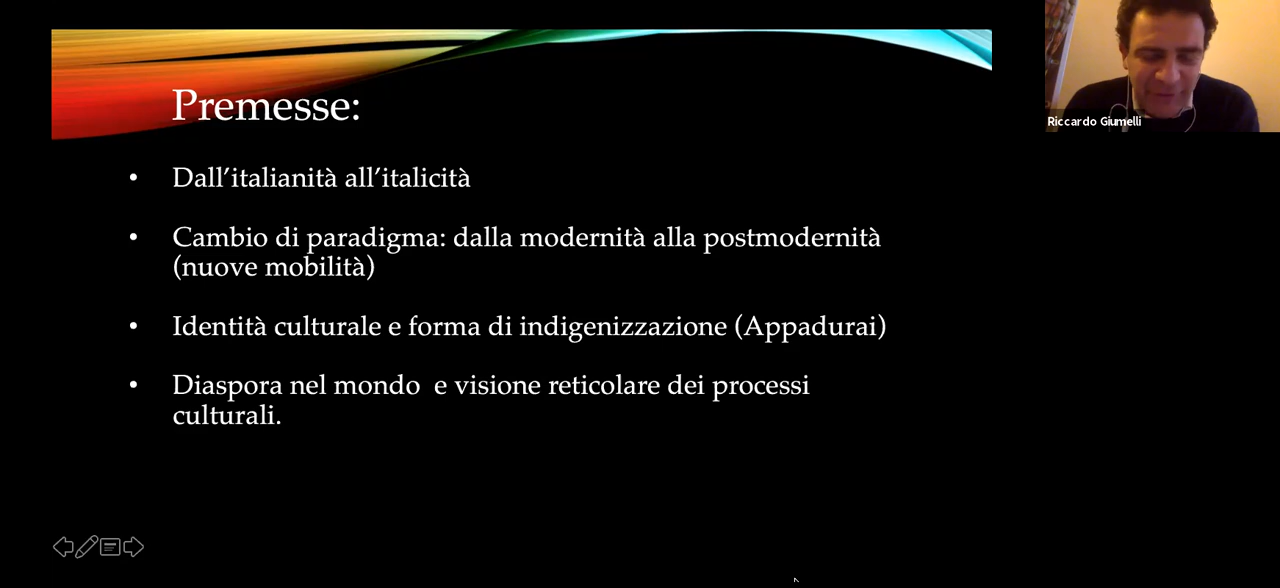 Premesse:
• Dall’italianità all’italicità
• Cambio di paradigma: dalla modernità alla postmodernità
(nuove mobilità)
• Identità culturale e forma di indigenizzazione (Appadurai)
• Diaspora nel mondo  e visione reticolare dei processi
culturali.
Riccardo Giumelli